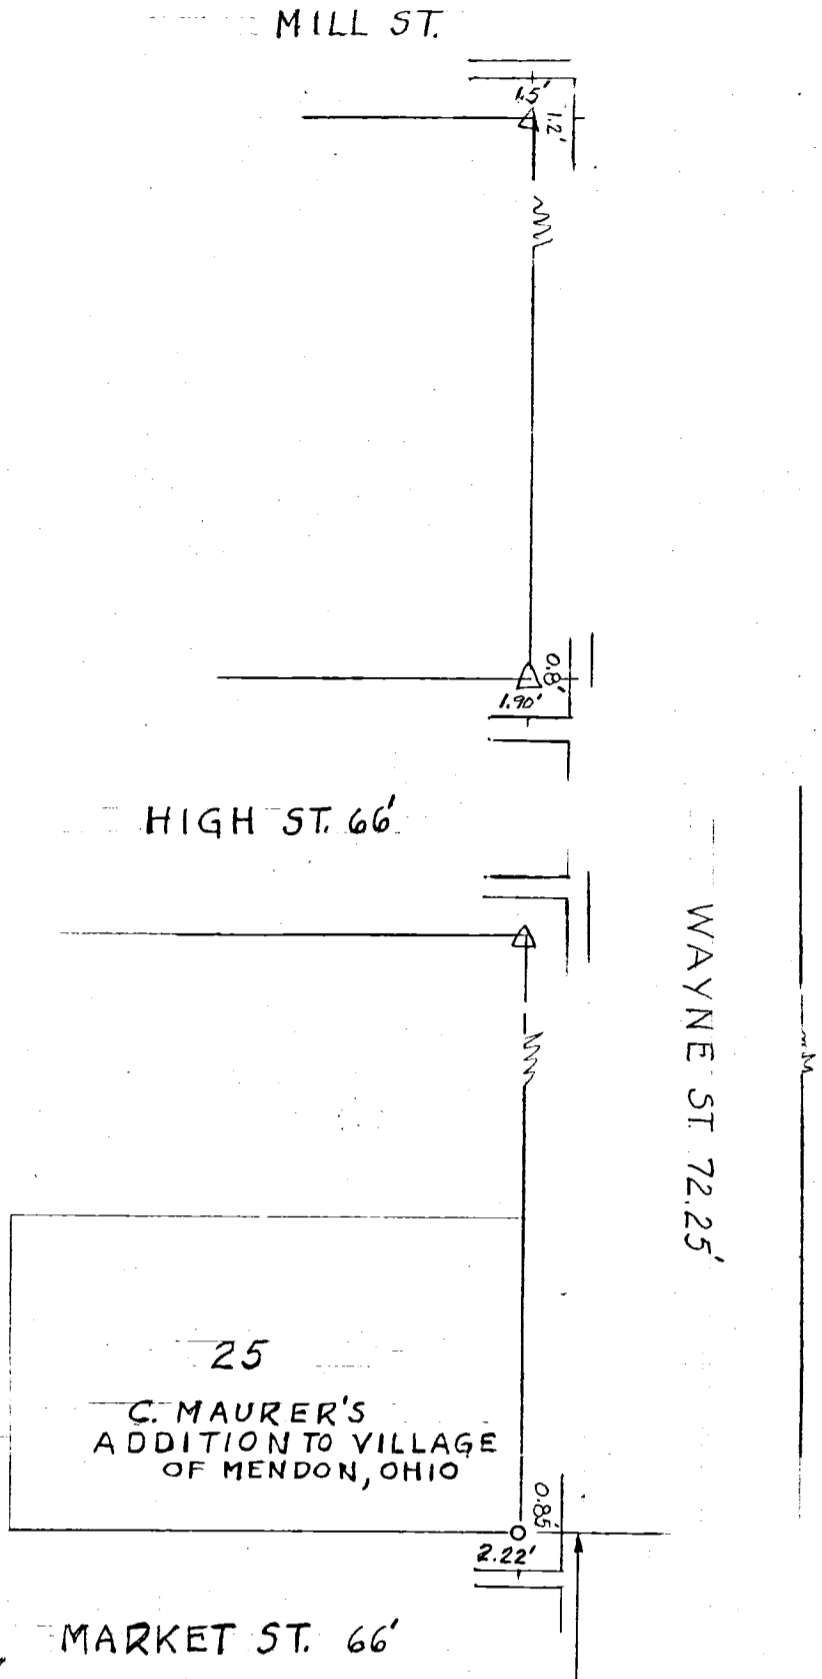 MILL ST.
1.5'
1.2'
0.8'
1.90'
HIGH ST. 66'
WAYNE ST. 72.25'
25
C. MAURER'S
ADDITION TO VILLAGE
OF MENDON, OHIO
0.85'
2.22'
MARKET ST. 66'